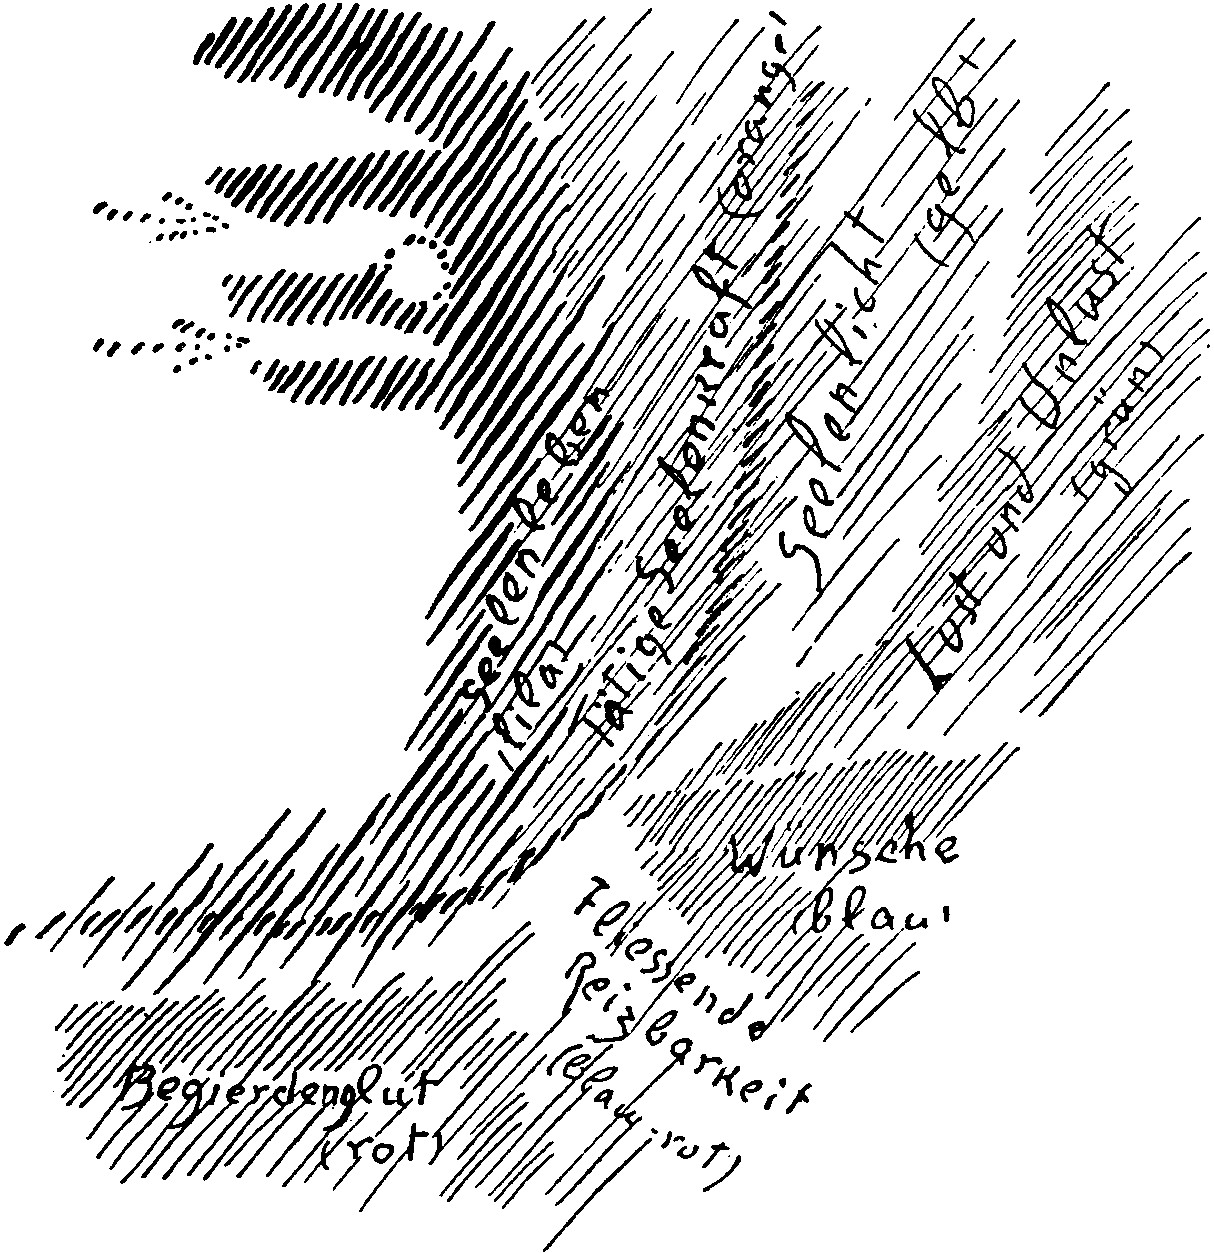 Seelenleben
(lila)
Tätige Seelenkraft (orange)
Seelenlicht
(gelb)
Lust und Unlust
(grün)
Wünsche
(blau)
Fliessende
Reizbarkeit
(blau-rot)
Begierdenglut
(rot)